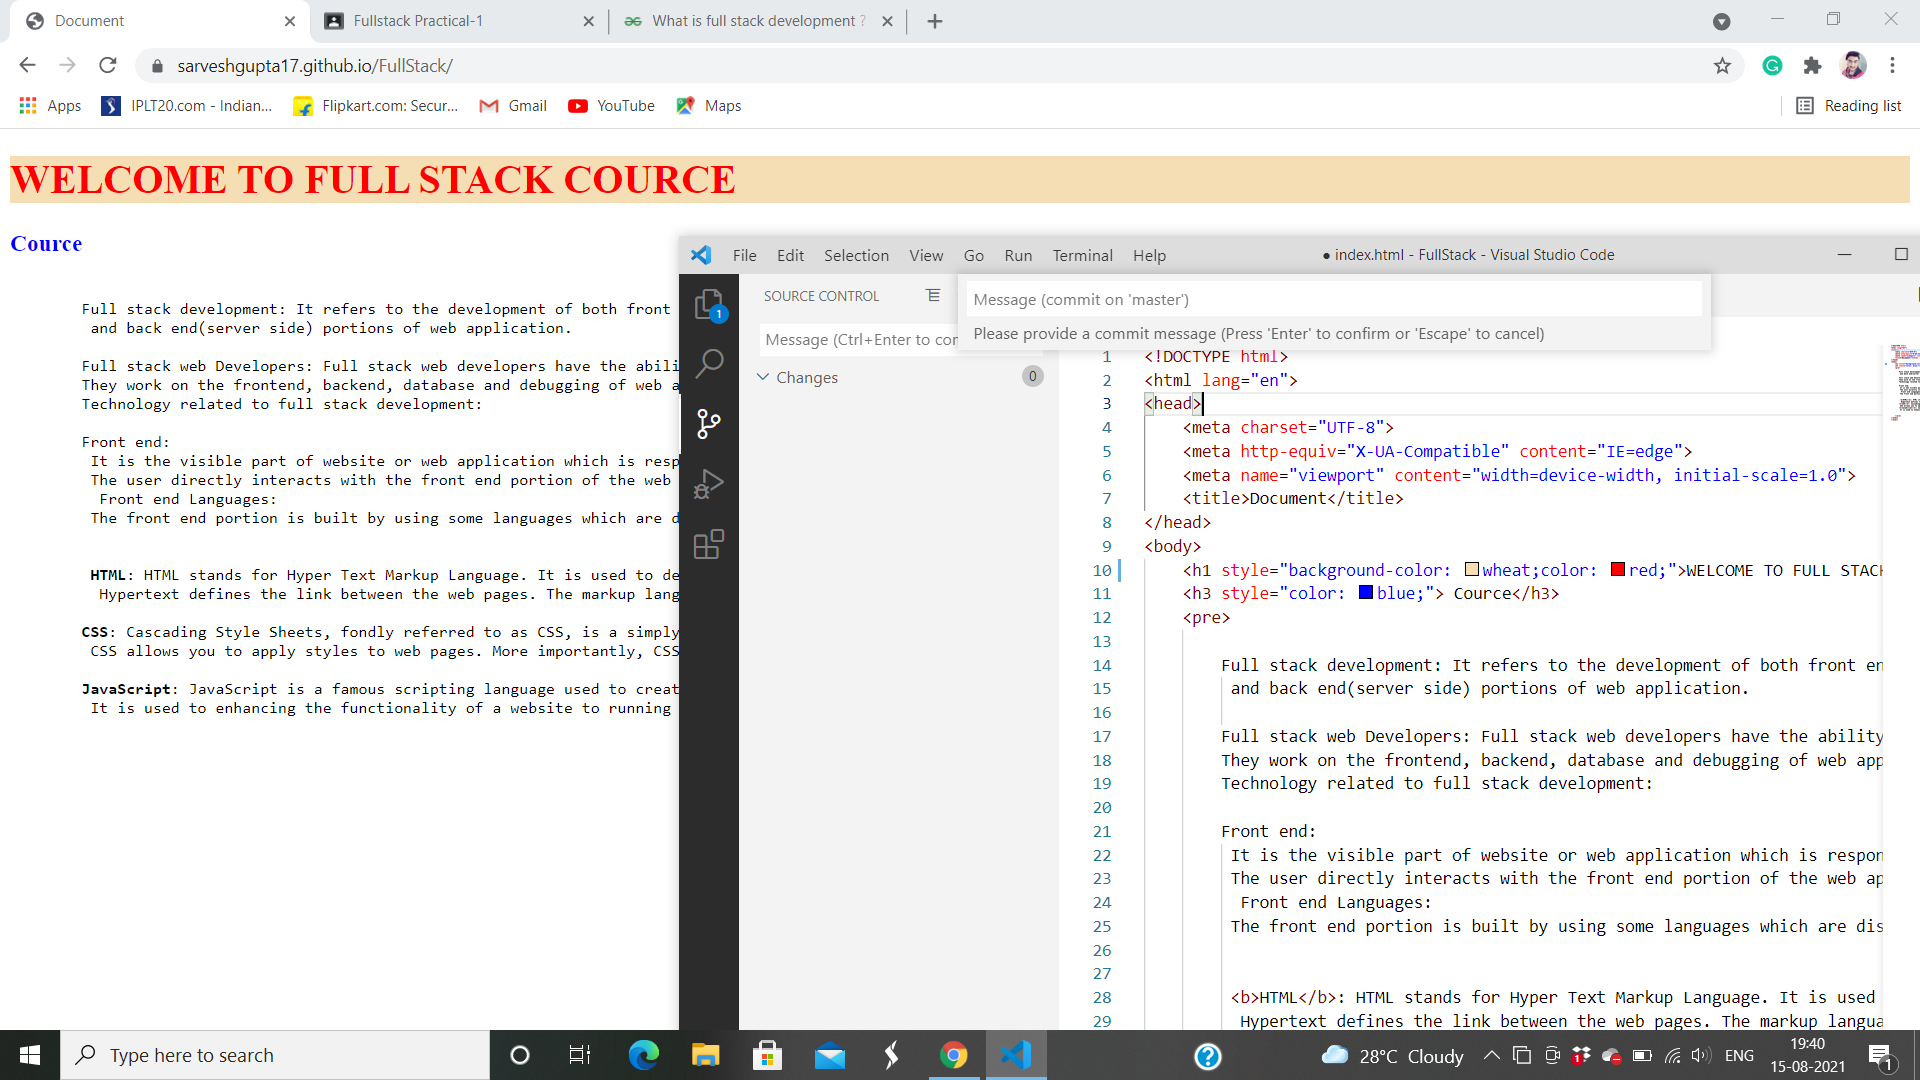 Document
Fullstack Practical-1
What is full stack development ?
sarveshgupta17.github.io/FullStack/
Apps
IPLT20.com - Indian...
Flipkart.com: Secur...
Gmail
YouTube
Maps
Reading list
WELCOME TO FULL STACK COURCE
Cource
Full stack development: It refers to the development of both front
and back end(server side) portions of web application.
Full stack web Developers: Full stack web developers have the abili
They work on the frontend, backend, database and debugging of web a
Technology related to full stack development:
Front end:
It is the visible part of website or web application which is resp
The user directly interacts with the front end portion of the web
Front end Languages:
The front end portion is built by using some languages which are d
HTML: HTML stands for Hyper Text Markup Language. It is used to de
Hypertext defines the link between the web pages. The markup lang
CSS: Cascading Style Sheets, fondly referred to as CSS, is a simply
CSS allows you to apply styles to web pages. More importantly, CSS
JavaScript: JavaScript is a famous scripting language used to creat
It is used to enhancing the functionality of a website to running
File Edit Selection View Go Run Terminal Help
● index.html - FullStack - Visual Studio Code
1
SOURCE CONTROL
Message (Ctrl+Enter to cor
Changes
0
Message (commit on 'master')
Please provide a commit message (Press 'Enter' to confirm or 'Escape' to cancel)
1 <!DOCTYPE html>
2 <html lang="en">
3 <head>
4 <meta charset="UTF-8">
5 <meta http-equiv="X-UA-Compatible" content="IE=edge">
6 <meta name="viewport" content="width=device-width, initial-scale=1.0">
7 <title>Document</title>
8 </head>
9 <body>
10 <h1 style="background-color: wheat;color: red;">WELCOME TO FULL STACK
11 <h3 style="color: blue;"> Cource</h3>
12 <pre>
13
14 Full stack development: It refers to the development of both front en
15 and back end(server side) portions of web application.
16
17 Full stack web Developers: Full stack web developers have the ability
18 They work on the frontend, backend, database and debugging of web app
19 Technology related to full stack development:
20
21 Front end:
22 It is the visible part of website or web application which is respon
23 The user directly interacts with the front end portion of the web ap
24 Front end Languages:
25 The front end portion is built by using some languages which are dis
26
27
28 <b>HTML</b>: HTML stands for Hyper Text Markup Language. It is used
29 Hypertext defines the link between the web pages. The markup langua
Type here to search
28°C Cloudy
1
ENG
19:40
15-08-2021
1